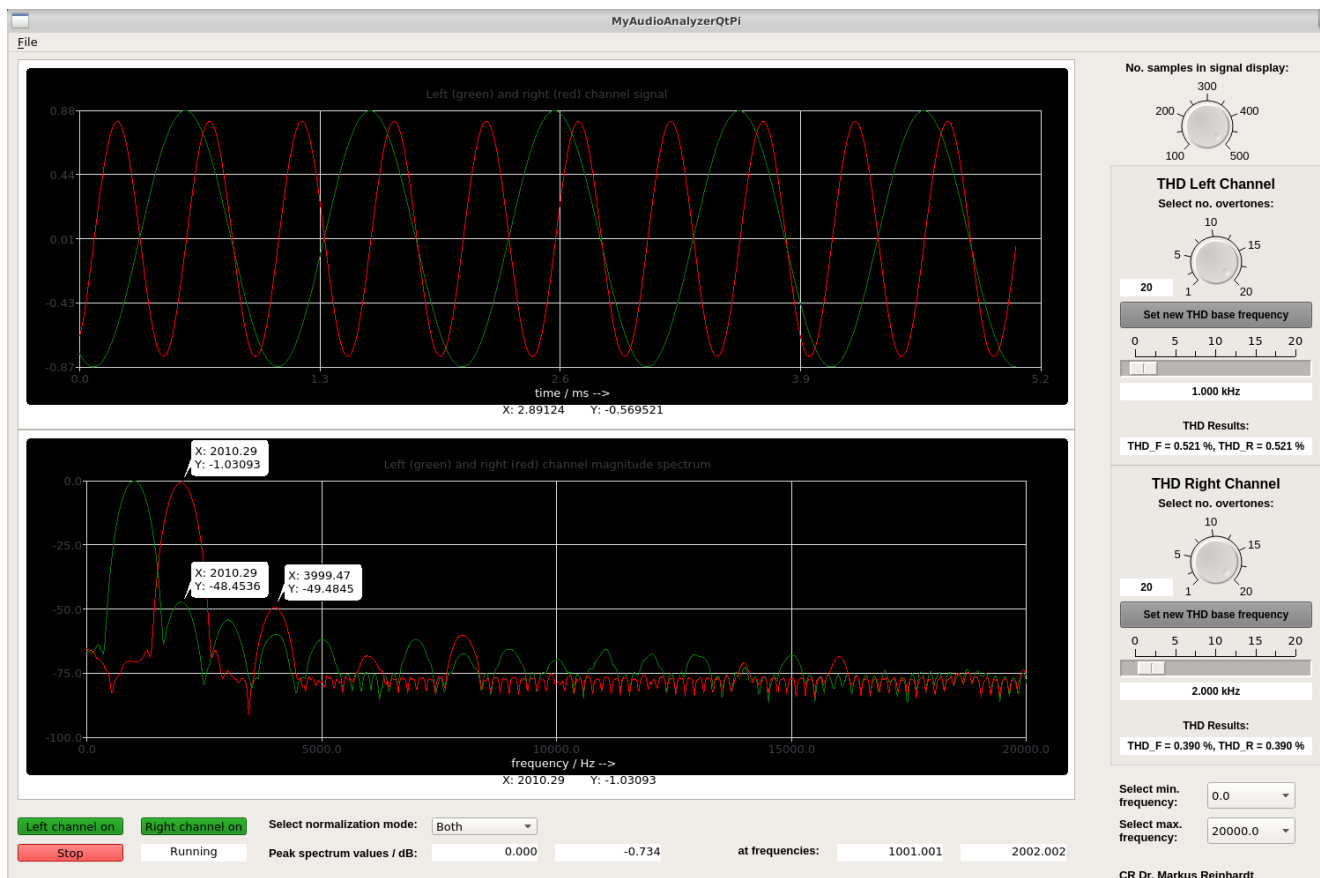 MyAudioAnalyzerQtPi
File
Left (green) and right (red) channel signal
0.88
0.44
0.01
-0.43
-0.87
0.0 1.3 2.6 3.9 5.2
time / ms -->
X: 2.89124 Y: -0.569521
Left (green) and right (red) channel magnitude spectrum
X: 2010.29
Y: -1.03093
X: 2010.29
Y: -48.4536
X: 3999.47
Y: -49.4845
0.0
-25.0
-50.0
-75.0
-100.0
0.0 5000.0 10000.0 15000.0 20000.0
frequency / Hz -->
X: 2010.29 Y: -1.03093
Left channel on Right channel on Select normalization mode: Both
Stop Running Peak spectrum values / dB: 0.000 -0.734 at frequencies: 1001.001 2002.002
No. samples in signal display:
300
200 400
100 500
THD Left Channel
Select no. overtones:
10
5 15
20 1 20
Set new THD base frequency
0 5 10 15 20
1.000 kHz
THD Results:
THD_F = 0.521 %, THD_R = 0.521 %
THD Right Channel
Select no. overtones:
10
5 15
20 1 20
Set new THD base frequency
0 5 10 15 20
2.000 kHz
THD Results:
THD_F = 0.390 %, THD_R = 0.390 %
Select min.
frequency: 0.0
Select max.
frequency: 20000.0
CR Dr. Markus Reinhardt